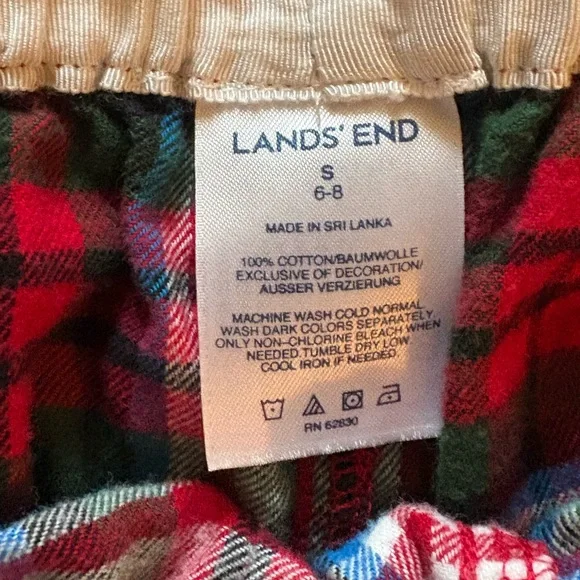 LANDS' END
S
6-8
MADE IN SRI LANKA
100% COTTON/BAUMWOLLE
EXCLUSIVE OF DECORATION/
AUSSER VERZIERUNG
MACHINE WASH COLD NORMAL
WASH DARK COLORS SEPARATELY.
ONLY NON-CHLORINE BLEACH WHEN
NEEDED.TUMBLE DRY LOW.
COOL IRON IF NEEDED.
RN 62830